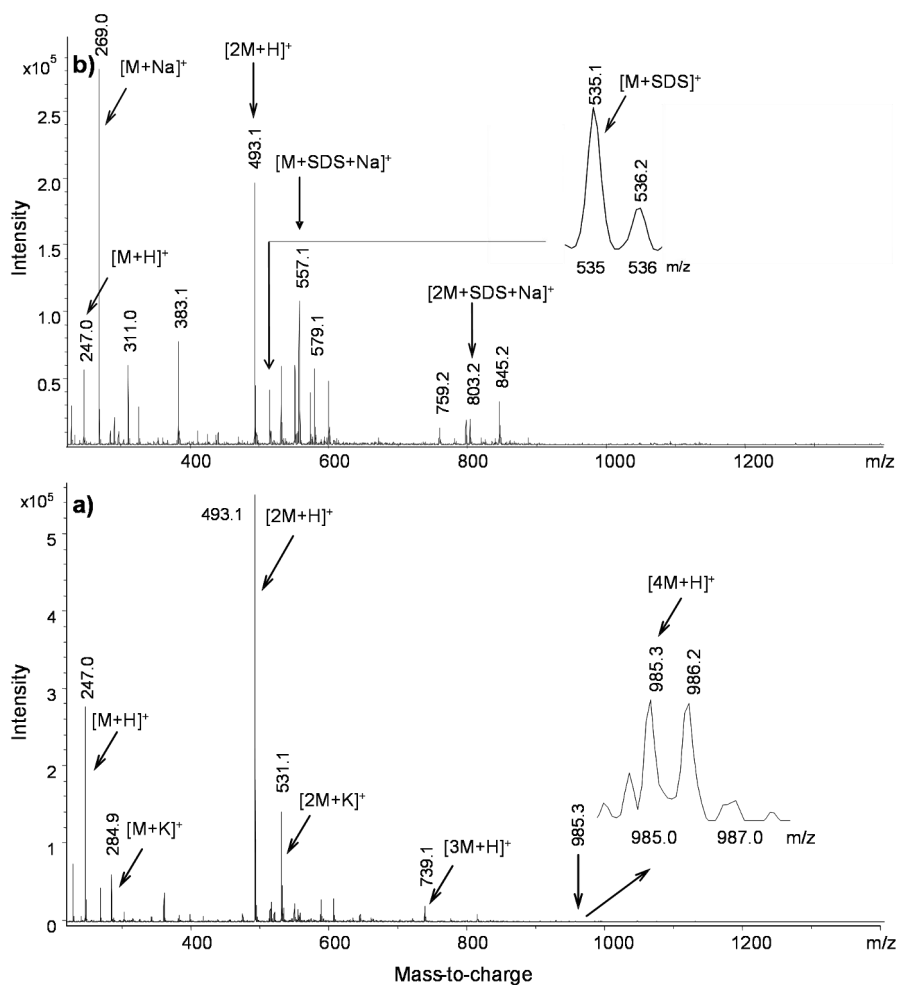 b)
x10⁵
269.0
[M+Na]⁺
[2M+H]⁺
535.1
[M+SDS]⁺
2.5
493.1
[M+SDS+Na]⁺
536.2
2.0
535
536
m/z
1.5
[M+H]⁺
557.1
[2M+SDS+Na]⁺
1.0
247.0
311.0
383.1
579.1
759.2
803.2
845.2
0.5
Intensity
400
600
800
1000
1200
m/z
a)
x10⁵
493.1
[2M+H]⁺
5
[4M+H]⁺
4
985.3
986.2
3
247.0
[M+H]⁺
2
531.1
[2M+K]⁺
284.9
[M+K]⁺
985.3
985.0
987.0
m/z
1
739.1
[3M+H]⁺
0
Intensity
400
600
800
1000
1200
m/z
Mass-to-charge